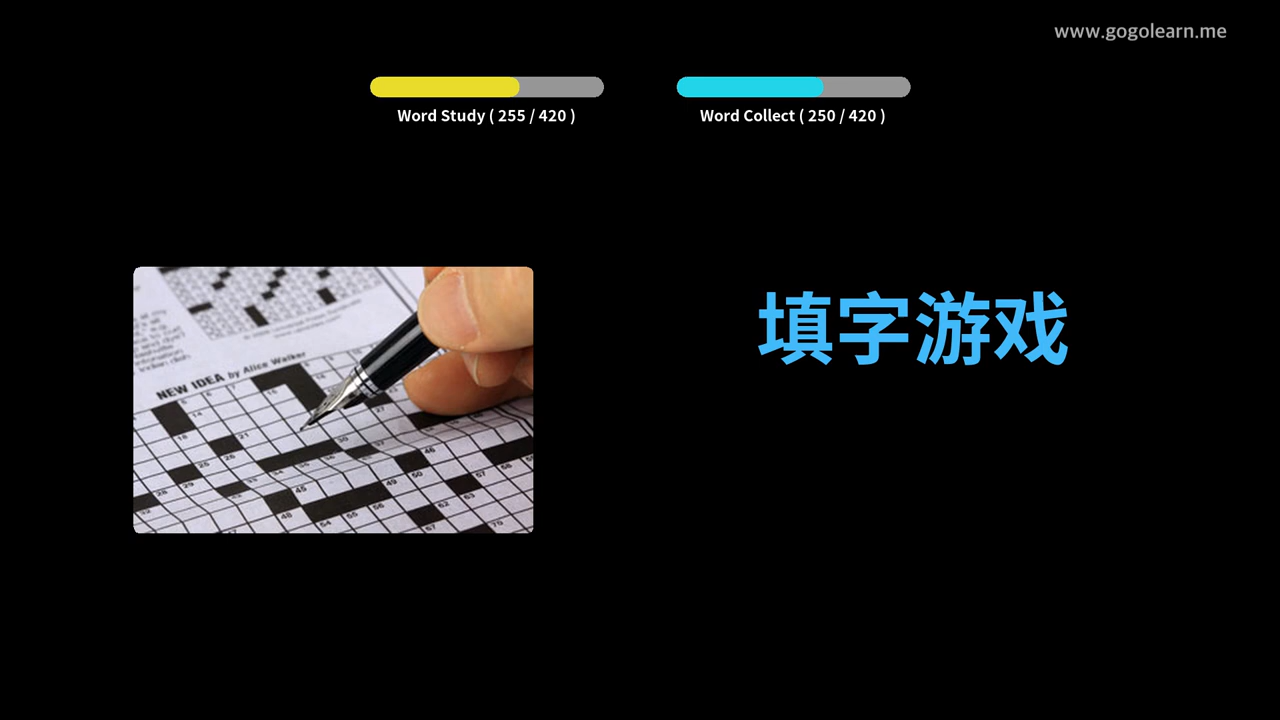 www.gogolearn.me
Word Study ( 255 / 420 )
Word Collect ( 250 / 420 )
填字游戏
NEW IDEA by Alice Walker